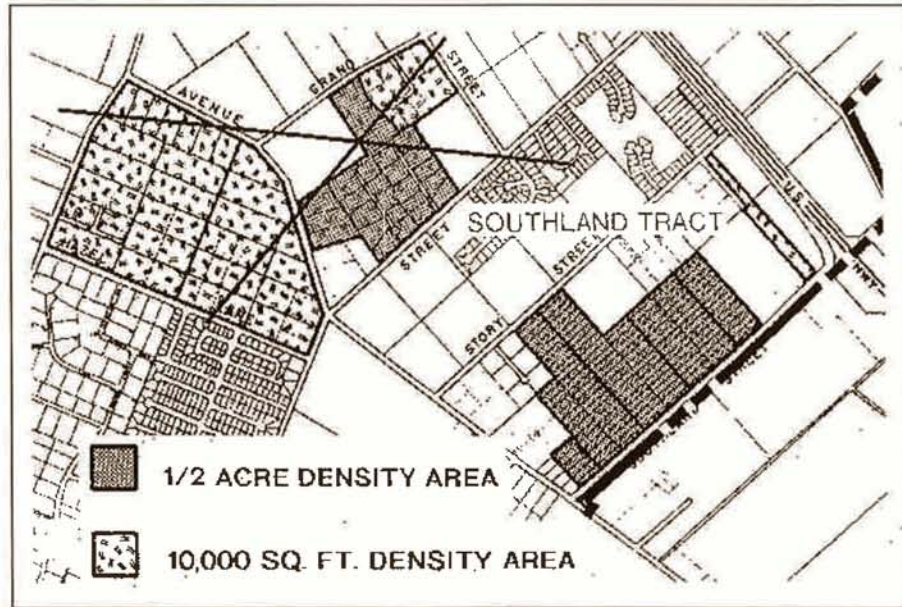 AVENUE
GRAND
STREET
STREET
SOUTHLAND TRACT
STORY
STREET
U.S.
HWY
STREET
1/2 ACRE DENSITY AREA
10,000 SQ. FT. DENSITY AREA